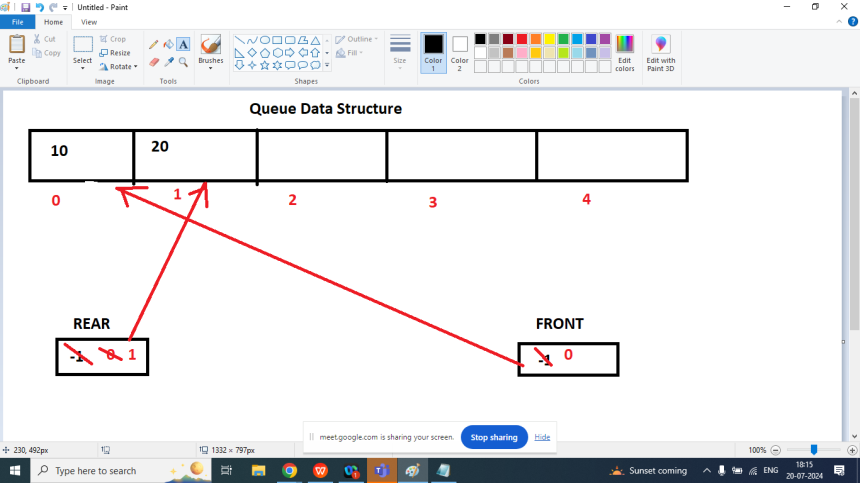 Untitled - Paint
File Home View
Paste
Cut
Copy
Clipboard
Select
Crop
Resize
Rotate
Image
A
Tools
Brushes
Shapes
Outline
Fill
Size
Color 1
Color 2
Colors
Edit colors
Edit with Paint 3D
Queue Data Structure
10 20
0 1 2 3 4
REAR FRONT
-1 0 1 -1 0
meet.google.com is sharing your screen. Stop sharing Hide
230, 492px 1332 × 797px 100%
Type here to search
Sunset coming
ENG
18:15
20-07-2024